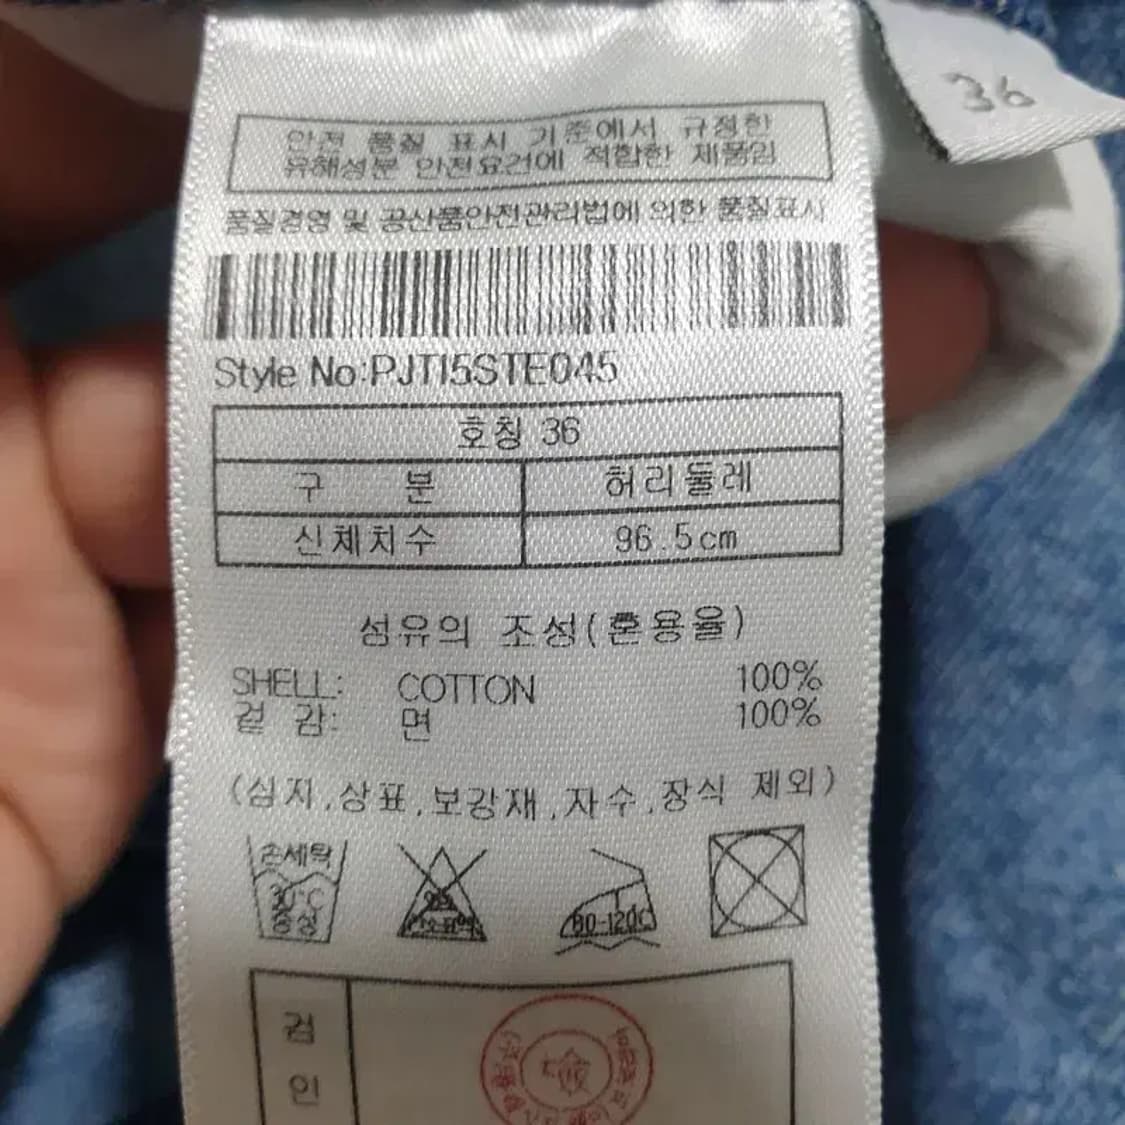 36
안전 품질 표시 기준에서 규정한
유해성분 안전요건에 적합한 제품임
품질경영 및 공산품안전관리법에 의한 품질표시
Style No:PJT15STE045
호칭 36
구 분 허리둘레
신체치수 96.5cm
섬유의 조성(혼용율)
SHELL: COTTON 100%
겉 감: 면 100%
(심지,상표,보강재,자수,장식 제외)
손세탁
30°C
중성
80-120°C
검
인